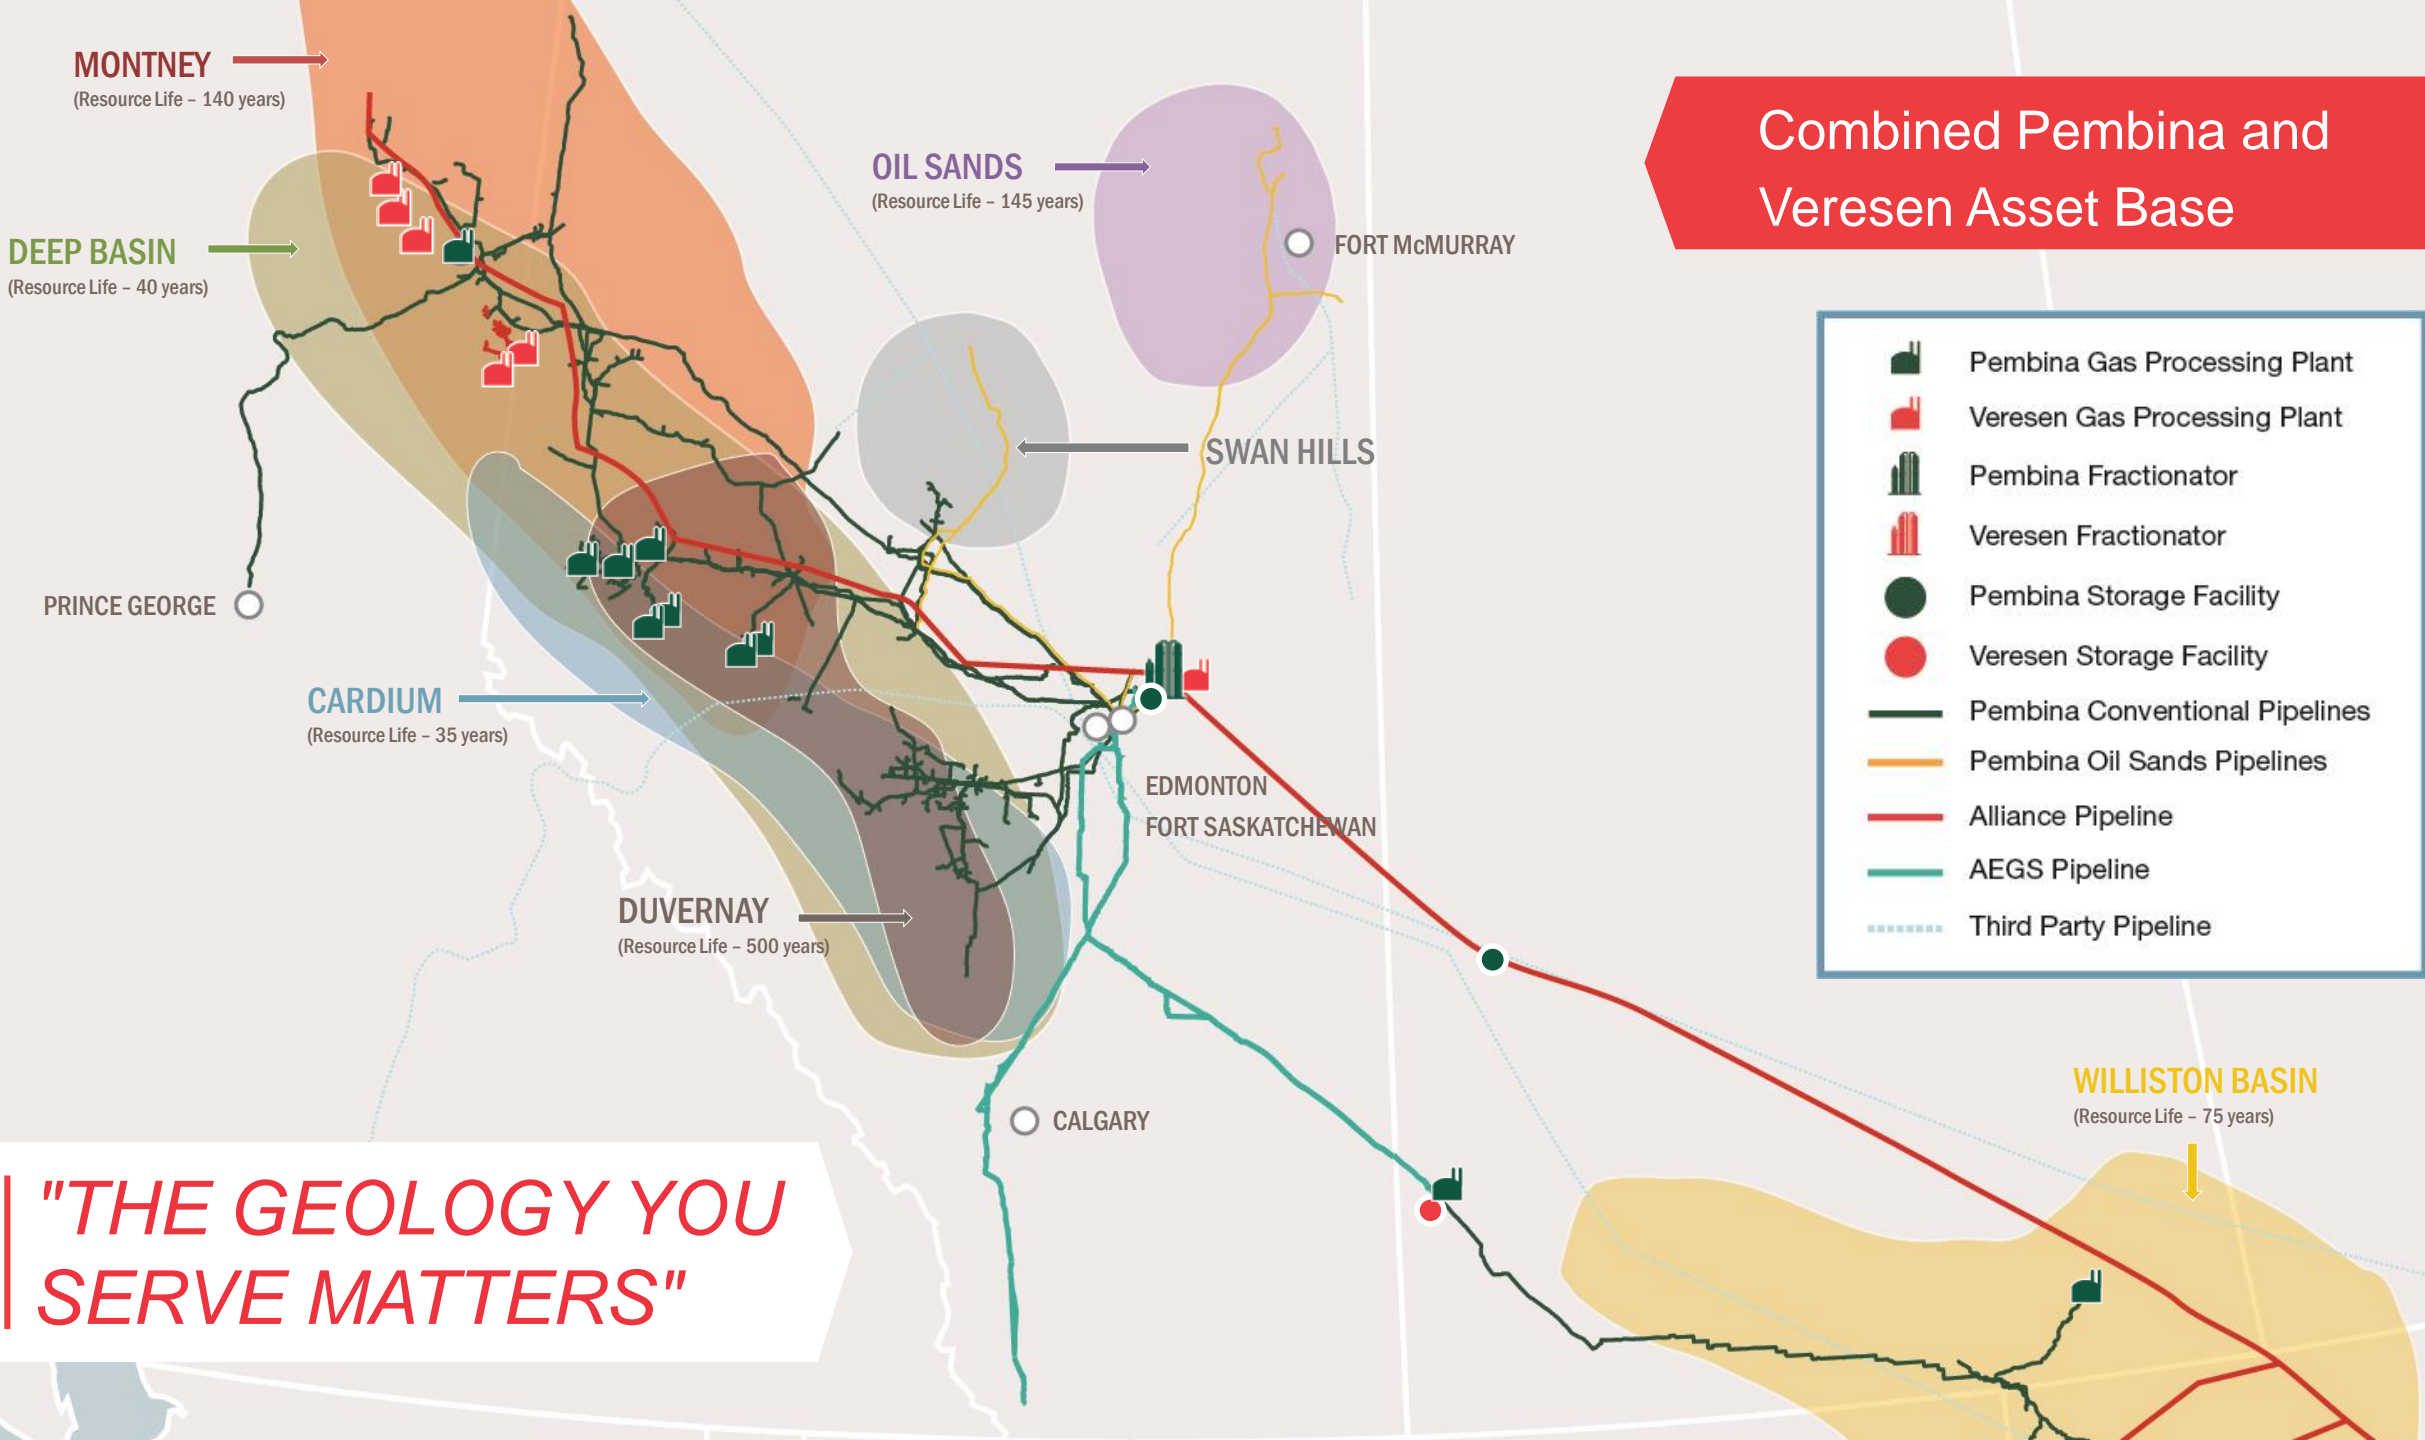 MONTNEY
(Resource Life – 140 years)
Combined Pembina and
Veresen Asset Base
OIL SANDS
(Resource Life – 145 years)
FORT McMURRAY
DEEP BASIN
(Resource Life – 40 years)
SWAN HILLS
Pembina Gas Processing Plant
Veresen Gas Processing Plant
Pembina Fractionator
Veresen Fractionator
Pembina Storage Facility
Veresen Storage Facility
Pembina Conventional Pipelines
Pembina Oil Sands Pipelines
Alliance Pipeline
AEGS Pipeline
Third Party Pipeline
PRINCE GEORGE
CARDIUM
(Resource Life – 35 years)
EDMONTON
FORT SASKATCHEWAN
DUVERNAY
(Resource Life – 500 years)
WILLISTON BASIN
(Resource Life – 75 years)
CALGARY
"THE GEOLOGY YOU
SERVE MATTERS"